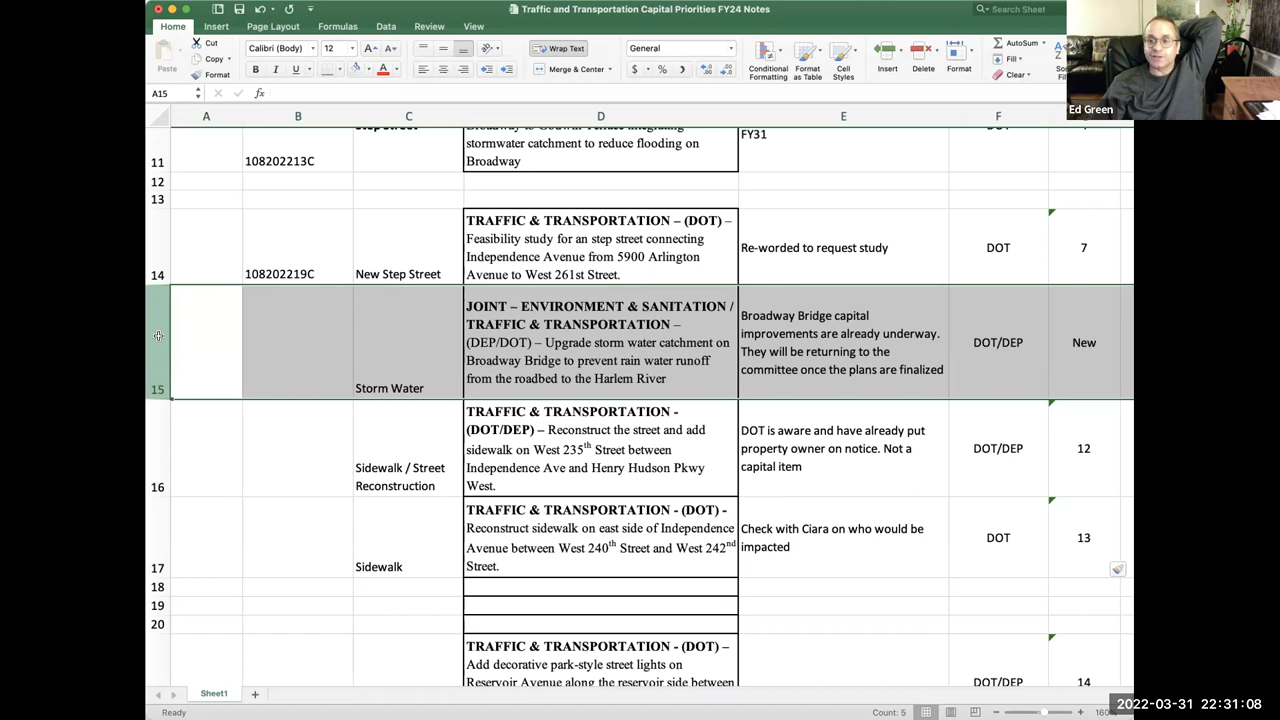 Traffic and Transportation Capital Priorities FY24 Notes
Search Sheet
Home Insert Page Layout Formulas Data Review View
Paste
Cut
Copy
Format
Calibri (Body) 12
B I U
Wrap Text
Merge & Center
General
$ %
Conditional Formatting
Format as Table
Cell Styles
Insert
Delete
Format
AutoSum
Fill
Clear
Ed Green
A15
fx
A B C D E F
stormwater catchment to reduce flooding on
Broadway
FY31
11 108202213C
12
13
TRAFFIC & TRANSPORTATION – (DOT) –
Feasibility study for an step street connecting
Independence Avenue from 5900 Arlington
Avenue to West 261st Street.
Re-worded to request study
DOT
7
14 108202219C New Step Street
JOINT – ENVIRONMENT & SANITATION /
TRAFFIC & TRANSPORTATION –
(DEP/DOT) – Upgrade storm water catchment on
Broadway Bridge to prevent rain water runoff
from the roadbed to the Harlem River
Broadway Bridge capital
improvements are already underway.
They will be returning to the
committee once the plans are finalized
DOT/DEP
New
15 Storm Water
TRAFFIC & TRANSPORTATION -
(DOT/DEP) – Reconstruct the street and add
sidewalk on West 235th Street between
Independence Ave and Henry Hudson Pkwy
West.
DOT is aware and have already put
property owner on notice. Not a
capital item
DOT/DEP
12
Sidewalk / Street
Reconstruction
16
TRAFFIC & TRANSPORTATION - (DOT) -
Reconstruct sidewalk on east side of Independence
Avenue between West 240th Street and West 242nd
Street.
Check with Ciara on who would be
impacted
DOT
13
17 Sidewalk
18
19
20
TRAFFIC & TRANSPORTATION - (DOT) –
Add decorative park-style street lights on
Reservoir Avenue along the reservoir side between
DOT/DEP
14
Sheet1
Ready
Count: 5
160%
2022-03-31 22:31:08